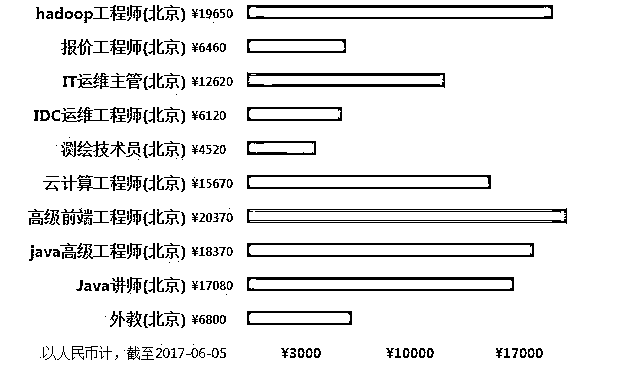 hadoop工程师(北京) ¥19650
报价工程师(北京) ¥6460
IT运维主管(北京) ¥12620
IDC运维工程师(北京) ¥6120
测绘技术员(北京) ¥4520
云计算工程师(北京) ¥15670
高级前端工程师(北京) ¥20370
java高级工程师(北京) ¥18370
Java讲师(北京) ¥17080
外教(北京) ¥6800
以人民币计，截至2017-06-05 ¥3000 ¥10000 ¥17000